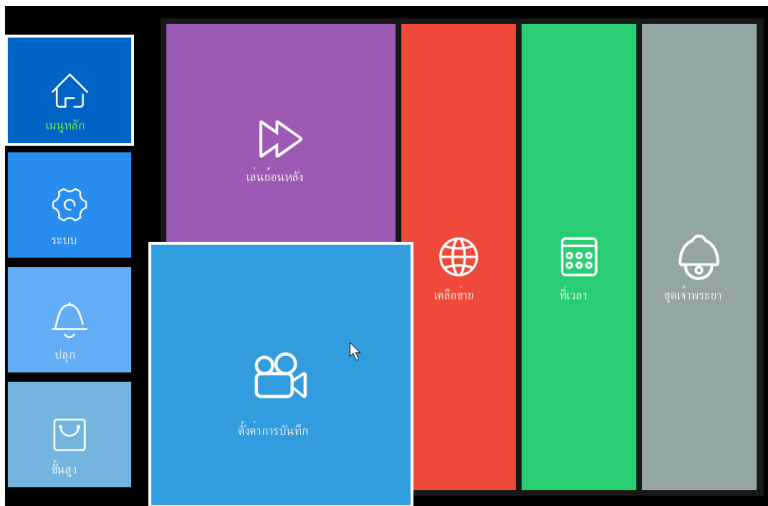 เมนูหลัก
ระบบ
ปลุก
ขั้นสูง
เล่นย้อนหลัง
ตั้งค่าการบันทึก
เคลือข่าย
ที่เวลา
ชุดเจ้าพระยา